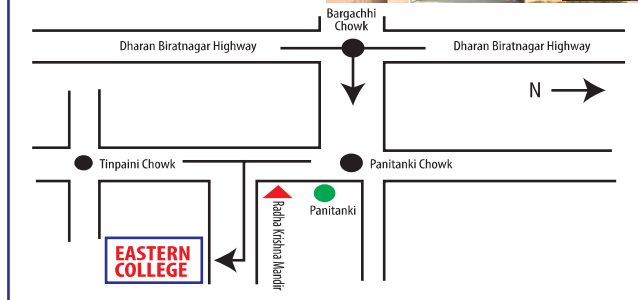 Bargachhi
Chowk
Dharan Biratnagar Highway
Dharan Biratnagar Highway
N
Tinpaini Chowk
Panitanki Chowk
Panitanki
Radha Krishna Mandir
EASTERN
COLLEGE